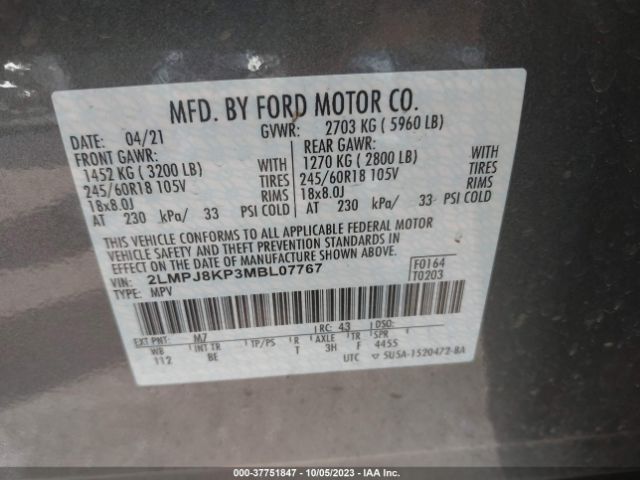 MFD. BY FORD MOTOR CO.
DATE: 04/21 GVWR: 2703 KG ( 5960 LB)
FRONT GAWR: REAR GAWR:
1452 KG ( 3200 LB) WITH 1270 KG ( 2800 LB) WITH
245/60R18 105V TIRES 245/60R18 105V TIRES
18x8.0J RIMS 18x8.0J RIMS
AT 230 kPa/ 33 PSI COLD AT 230 kPa/ 33 PSI COLD
THIS VEHICLE CONFORMS TO ALL APPLICABLE FEDERAL MOTOR
VEHICLE SAFETY AND THEFT PREVENTION STANDARDS IN
EFFECT ON THE DATE OF MANUFACTURE SHOWN ABOVE.
VIN: 2LMPJ8KP3MBL07767 F0164
TYPE: MPV T0203
EXT PNT: M7 RC: 43 DSO:
WB INT TR TP/PS R AXLE TR SPR
112 BE T 3H F 4455
UTC ▽ 5U5A-1520472-BA
000-37751847 - 10/05/2023 - IAA Inc.